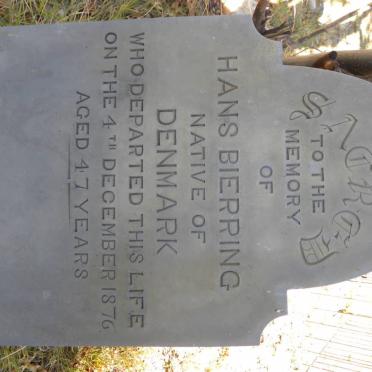 SACRED
TO THE
MEMORY
OF
HANS BIERRING
NATIVE OF
DENMARK
WHO DEPARTED THIS LIFE
ON THE 4TH DECEMBER 1876
AGED 47 YEARS